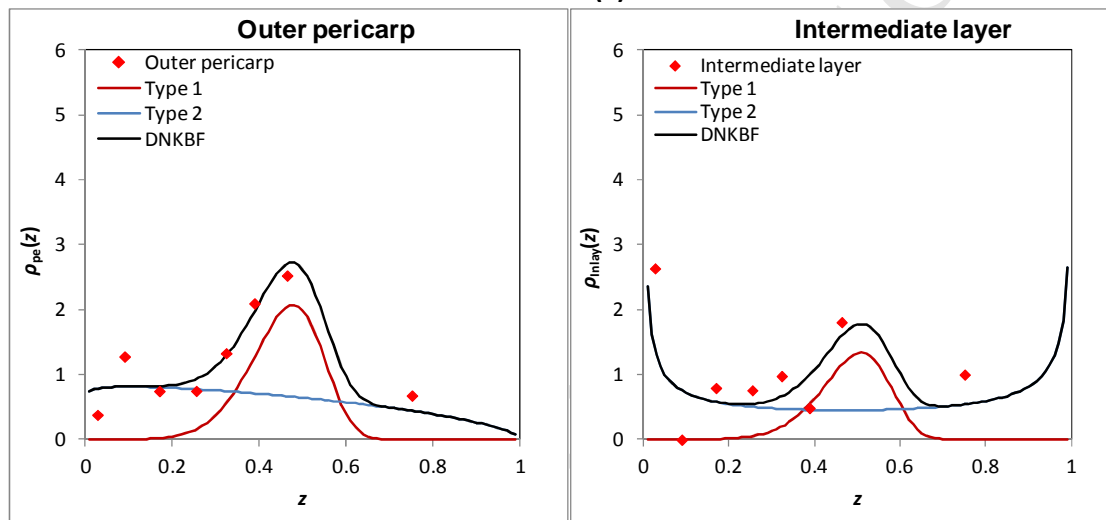 Outer pericarp
6
5
4
3
2
1
0
Outer pericarp
Type 1
Type 2
DNKBF
ρpe(z)
0 0.2 0.4 0.6 0.8 1
z
Intermediate layer
6
5
4
3
2
1
0
Intermediate layer
Type 1
Type 2
DNKBF
ρInlay(z)
0 0.2 0.4 0.6 0.8 1
z